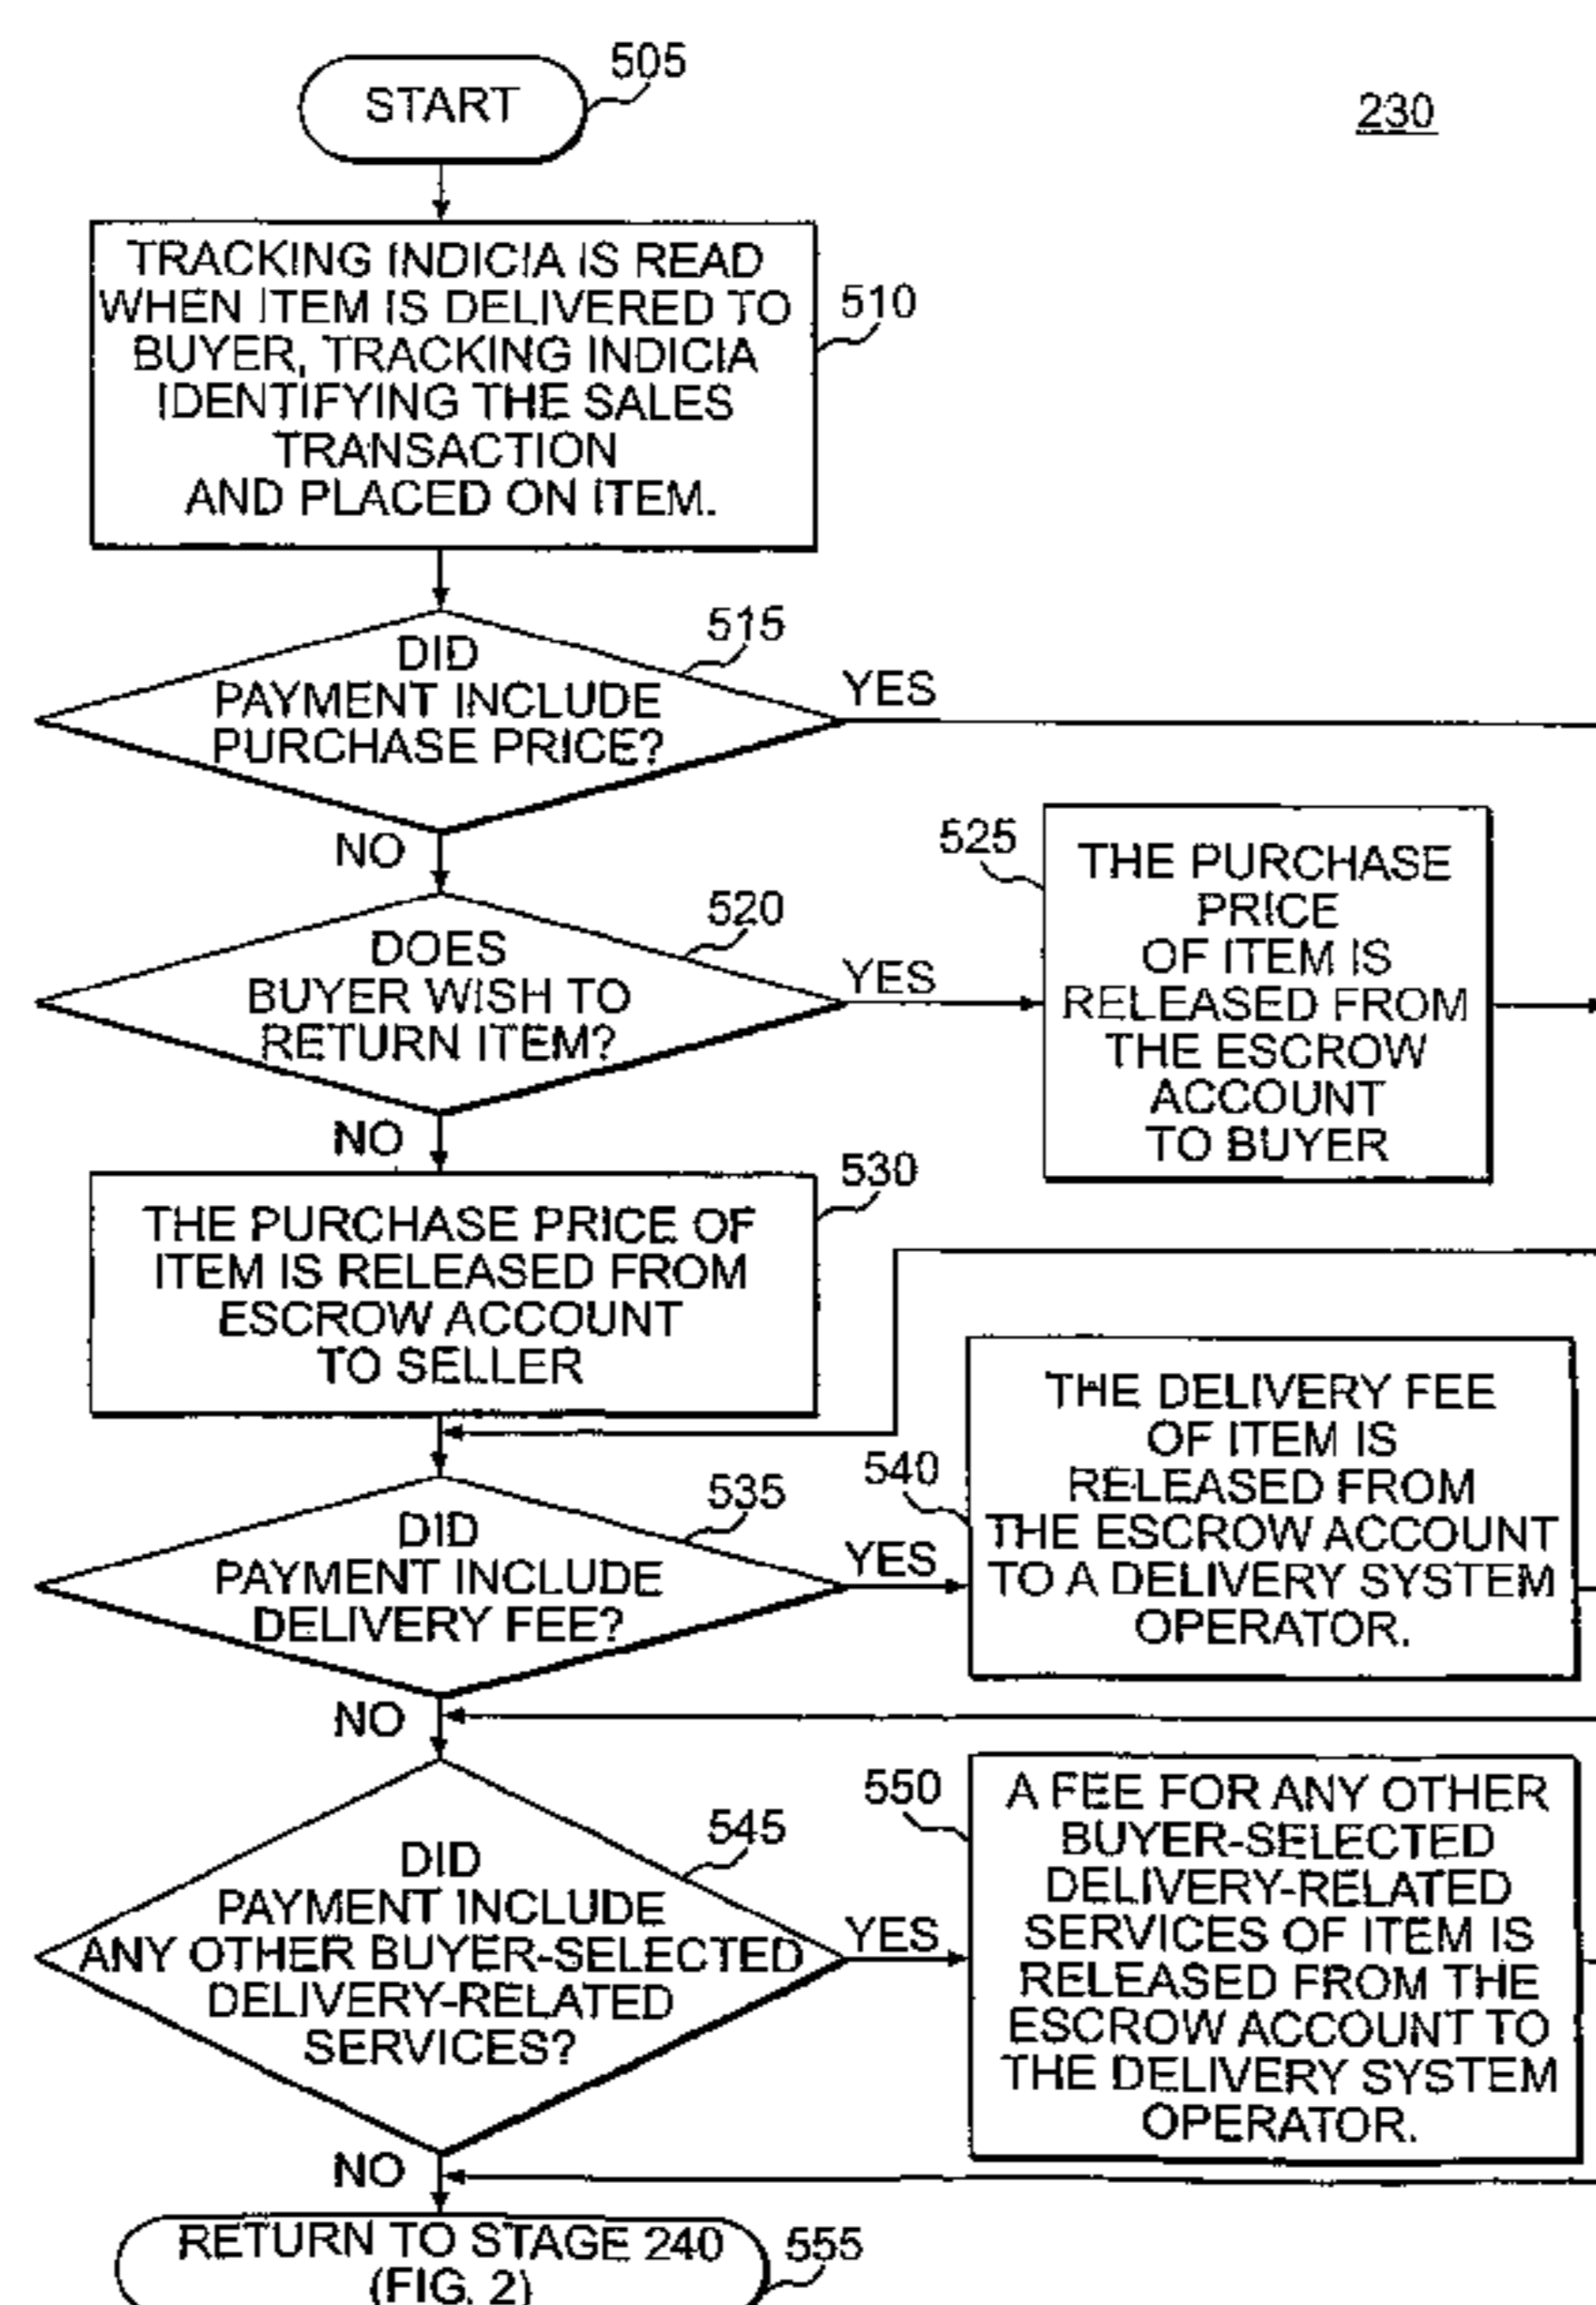 505
START
230
TRACKING INDICIA IS READ
WHEN ITEM IS DELIVERED TO
BUYER, TRACKING INDICIA
IDENTIFYING THE SALES
TRANSACTION
AND PLACED ON ITEM.
510
515
DID
PAYMENT INCLUDE
PURCHASE PRICE?
YES
NO
520
DOES
BUYER WISH TO
RETURN ITEM?
YES
NO
525
THE PURCHASE
PRICE
OF ITEM IS
RELEASED FROM
THE ESCROW
ACCOUNT
TO BUYER
530
THE PURCHASE PRICE OF
ITEM IS RELEASED FROM
ESCROW ACCOUNT
TO SELLER
535
DID
PAYMENT INCLUDE
DELIVERY FEE?
YES
NO
540
THE DELIVERY FEE
OF ITEM IS
RELEASED FROM
THE ESCROW ACCOUNT
TO A DELIVERY SYSTEM
OPERATOR.
545
DID
PAYMENT INCLUDE
ANY OTHER BUYER-SELECTED
DELIVERY-RELATED
SERVICES?
YES
NO
550
A FEE FOR ANY OTHER
BUYER-SELECTED
DELIVERY-RELATED
SERVICES OF ITEM IS
RELEASED FROM THE
ESCROW ACCOUNT TO
THE DELIVERY SYSTEM
OPERATOR.
RETURN TO STAGE 240
(FIG. 2)
555